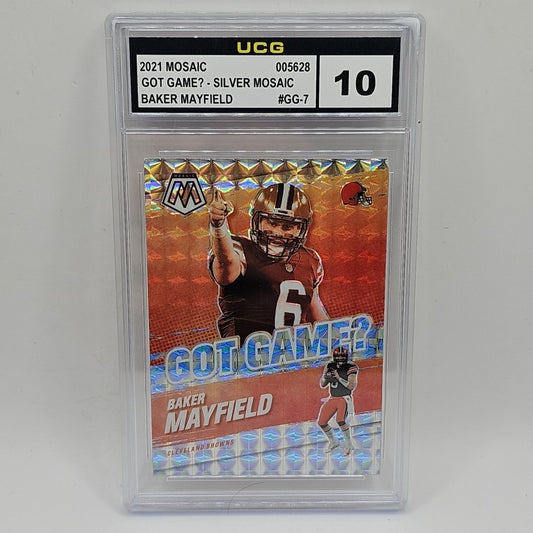 UCG
2021 MOSAIC 005628
GOT GAME? - SILVER MOSAIC
BAKER MAYFIELD #GG-7
10
MOSAIC
M
6
GOT GAME?
BAKER
MAYFIELD
CLEVELAND BROWNS